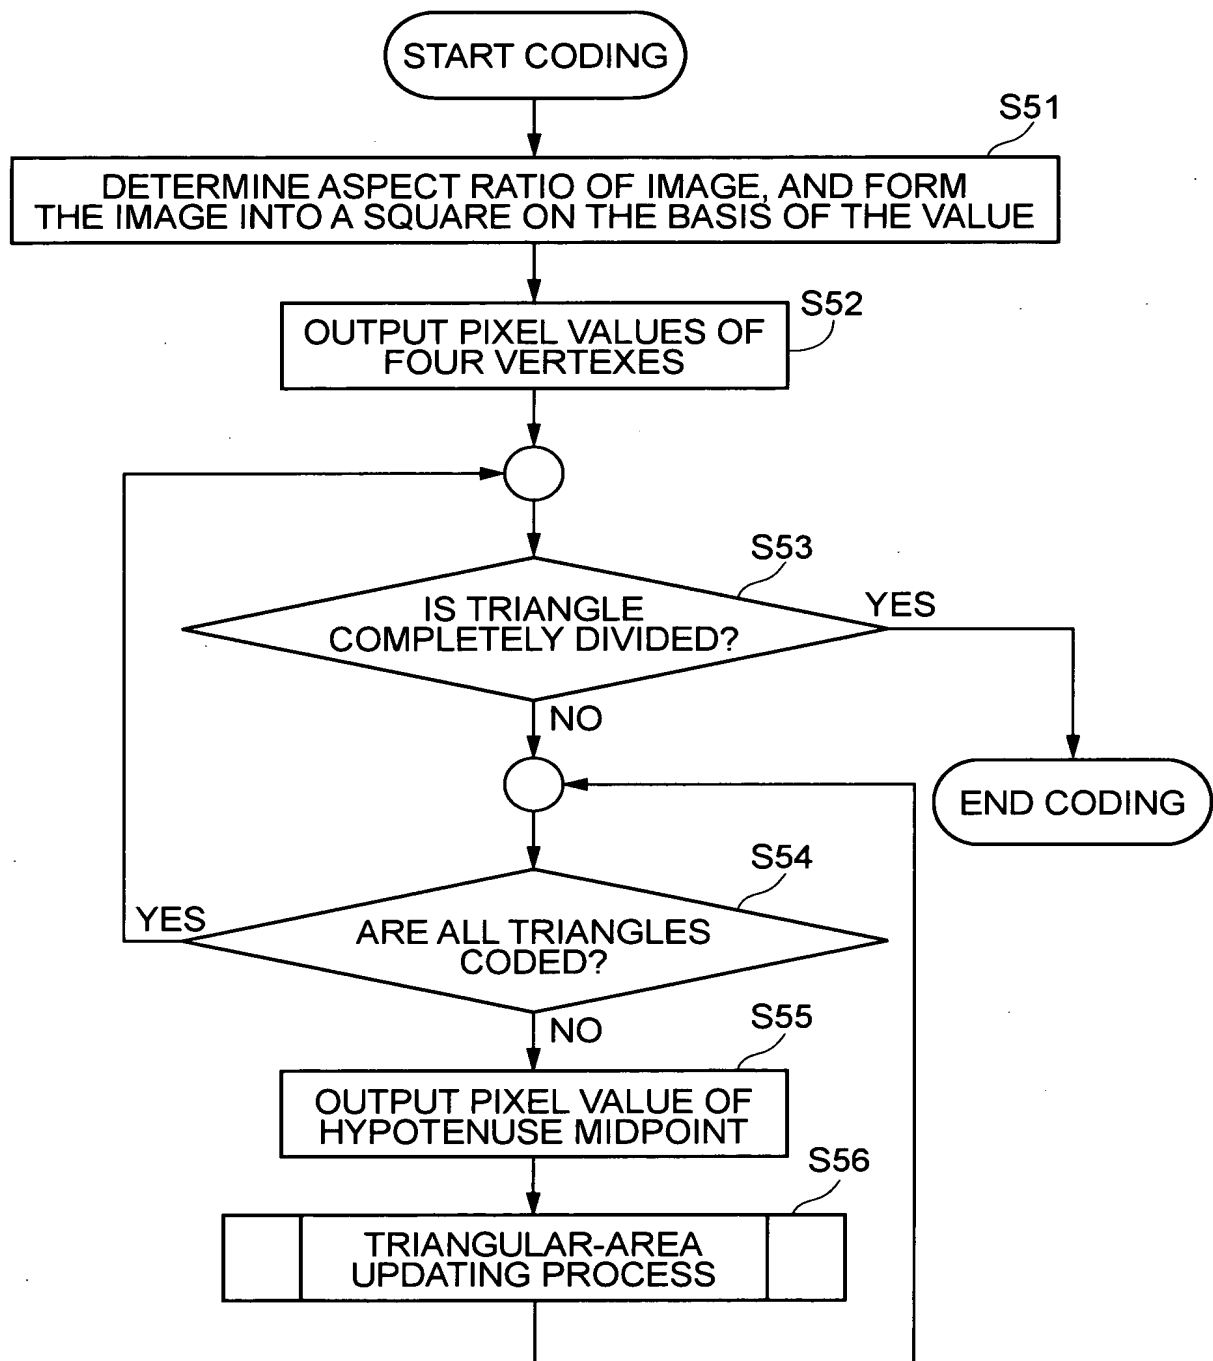 START CODING
S51
DETERMINE ASPECT RATIO OF IMAGE, AND FORM
THE IMAGE INTO A SQUARE ON THE BASIS OF THE VALUE
S52
OUTPUT PIXEL VALUES OF
FOUR VERTEXES
S53
IS TRIANGLE
COMPLETELY DIVIDED?
YES
NO
END CODING
S54
YES
ARE ALL TRIANGLES
CODED?
NO
S55
OUTPUT PIXEL VALUE OF
HYPOTENUSE MIDPOINT
S56
TRIANGULAR-AREA
UPDATING PROCESS